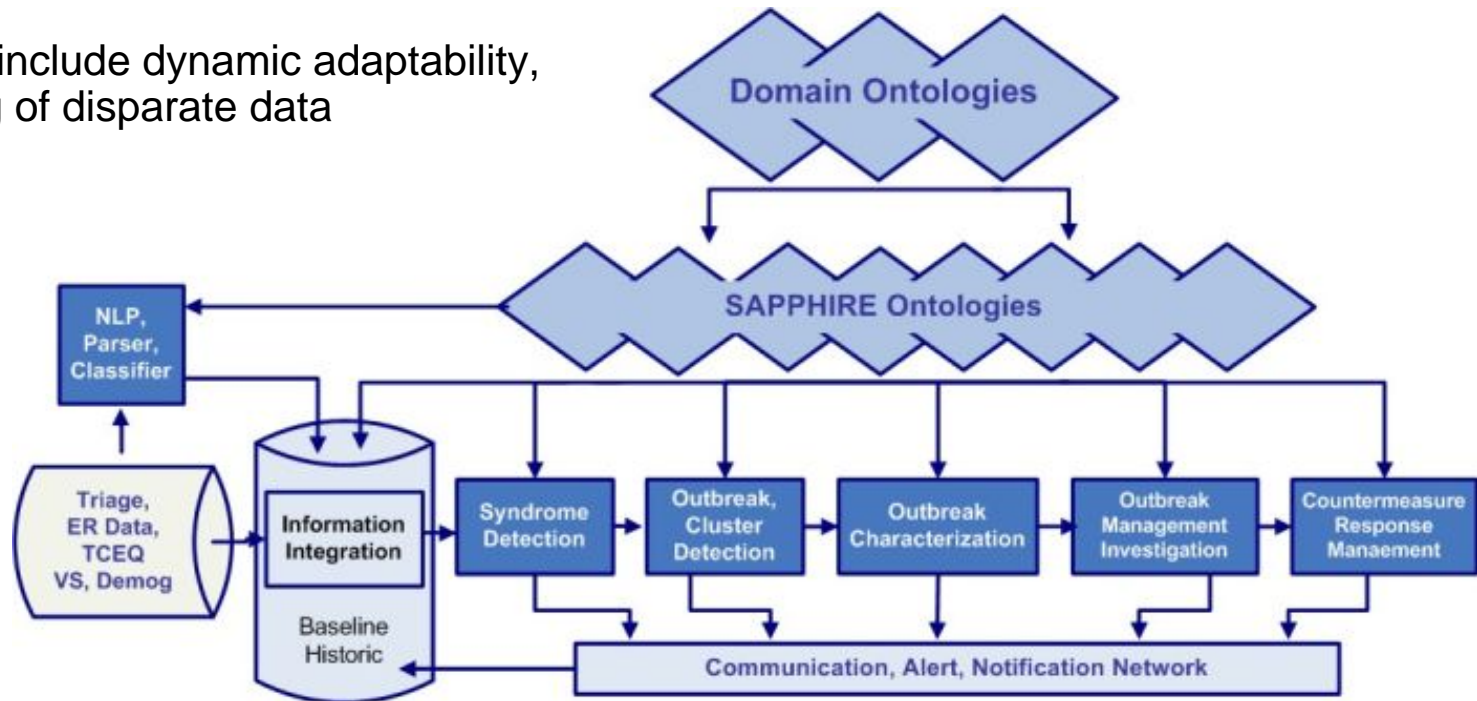 include dynamic adaptability,
of disparate data
Domain Ontologies
SAPPHIRE Ontologies
NLP,
Parser,
Classifier
Triage,
ER Data,
TCEQ
VS, Demog
Information
Integration
Baseline
Historic
Syndrome
Detection
Outbreak,
Cluster
Detection
Outbreak
Characterization
Outbreak
Management
Investigation
Countermeasure
Response
Manaement
Communication, Alert, Notification Network